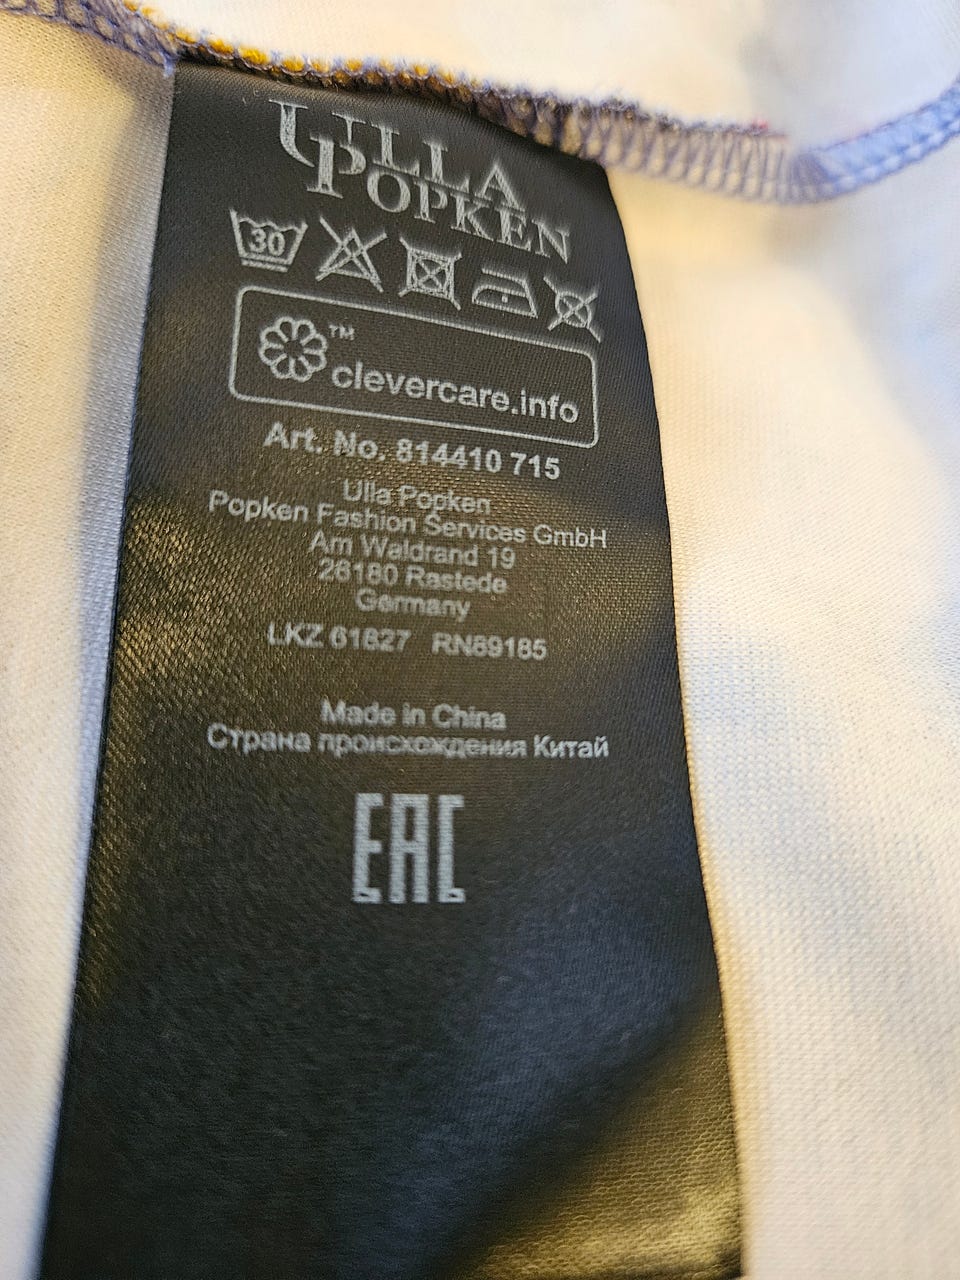 ULLA
POPKEN
30
™
clevercare.info
Art. No. 814410 715
Ulla Popken
Popken Fashion Services GmbH
Am Waldrand 19
26180 Rastede
Germany
LKZ 61827 RN89185
Made in China
Страна происхождения Китай
EAC